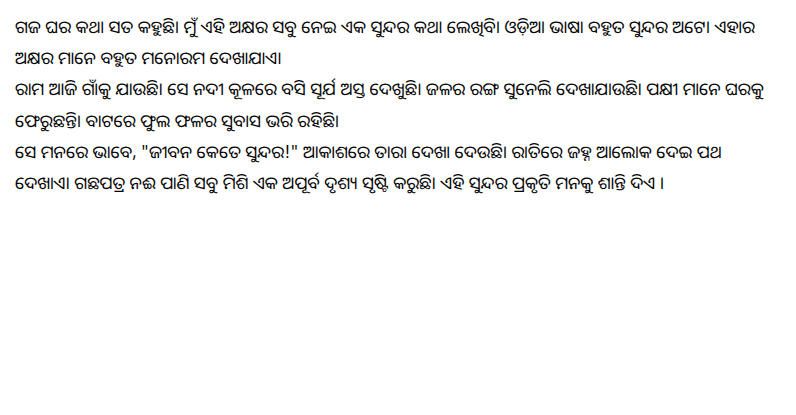 ଗଜ ଘର କଥା ସତ କହୁଛି। ମୁଁ ଏହି ଅକ୍ଷର ସବୁ ନେଇ ଏକ ସୁନ୍ଦର କଥା ଲେଖିବି। ଓଡ଼ିଆ ଭାଷା ବହୁତ ସୁନ୍ଦର ଅଟେ। ଏହାର
ଅକ୍ଷର ମାନେ ବହୁତ ମନୋରମ ଦେଖାଯାଏ।
ରାମ ଆଜି ଗାଁକୁ ଯାଉଛି। ସେ ନଦୀ କୂଳରେ ବସି ସୂର୍ଯ ଅସ୍ତ ଦେଖୁଛି। ଜଳର ରଙ୍ଗ ସୁନେଲି ଦେଖାଯାଉଛି। ପକ୍ଷୀ ମାନେ ଘରକୁ
ଫେରୁଛନ୍ତି। ବାଟରେ ଫୁଲ ଫଳର ସୁବାସ ଭରି ରହିଛି।
ସେ ମନରେ ଭାବେ, "ଜୀବନ କେତେ ସୁନ୍ଦର!" ଆକାଶରେ ତାରା ଦେଖା ଦେଉଛି। ରାତିରେ ଜହ୍ନ ଆଲୋକ ଦେଇ ପଥ
ଦେଖାଏ। ଗଛପତ୍ର ନଈ ପାଣି ସବୁ ମିଶି ଏକ ଅପୂର୍ବ ଦୃଶ୍ୟ ସୃଷ୍ଟି କରୁଛି। ଏହି ସୁନ୍ଦର ପ୍ରକୃତି ମନକୁ ଶାନ୍ତି ଦିଏ ।